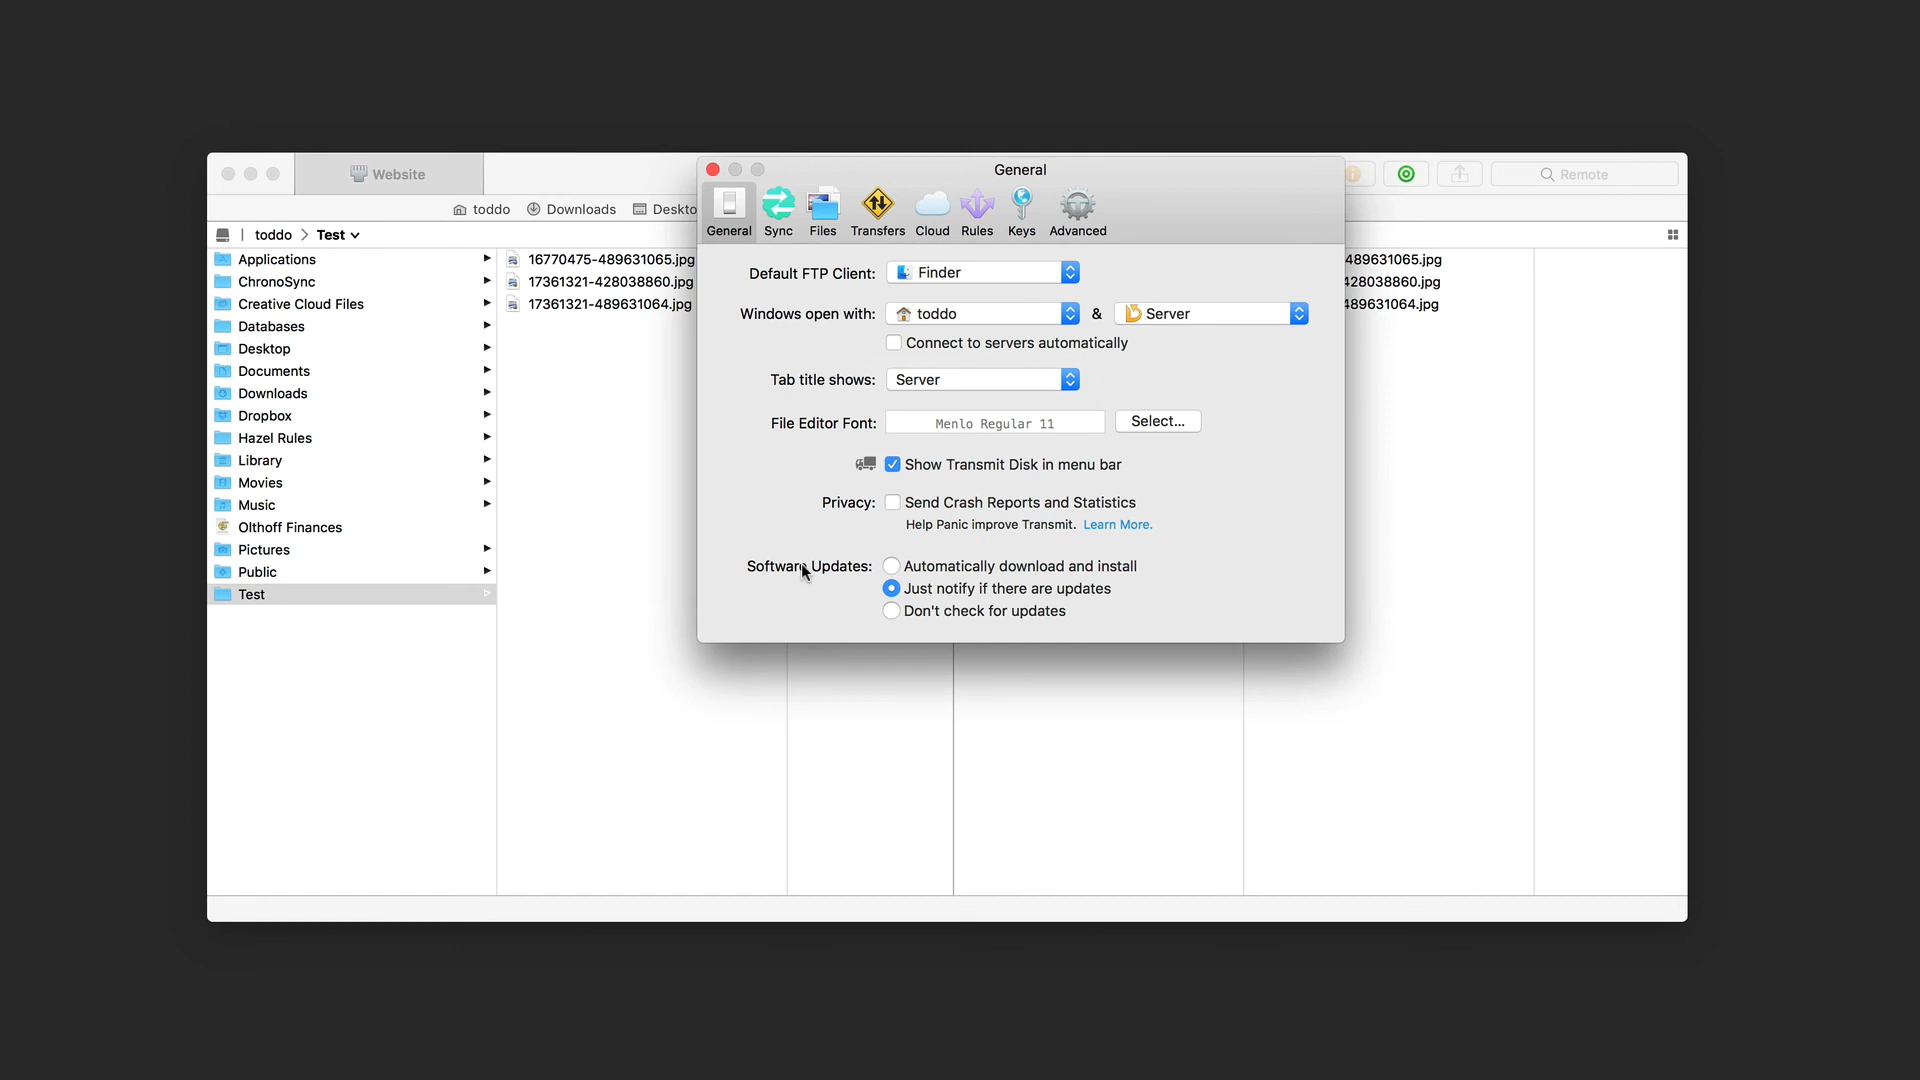 Website
General
Remote
General Sync Files Transfers Cloud Rules Keys Advanced
toddo Downloads Deskto
toddo Test
Default FTP Client: Finder
Windows open with: toddo & Server
Connect to servers automatically
Tab title shows: Server
File Editor Font: Menlo Regular 11 Select...
Show Transmit Disk in menu bar
Privacy: Send Crash Reports and Statistics
Help Panic improve Transmit. Learn More.
Software Updates: Automatically download and install
Just notify if there are updates
Don't check for updates
Applications
ChronoSync
Creative Cloud Files
Databases
Desktop
Documents
Downloads
Dropbox
Hazel Rules
Library
Movies
Music
Olthoff Finances
Pictures
Public
Test
16770475-489631065.jpg
17361321-428038860.jpg
17361321-489631064.jpg
489631065.jpg
428038860.jpg
489631064.jpg